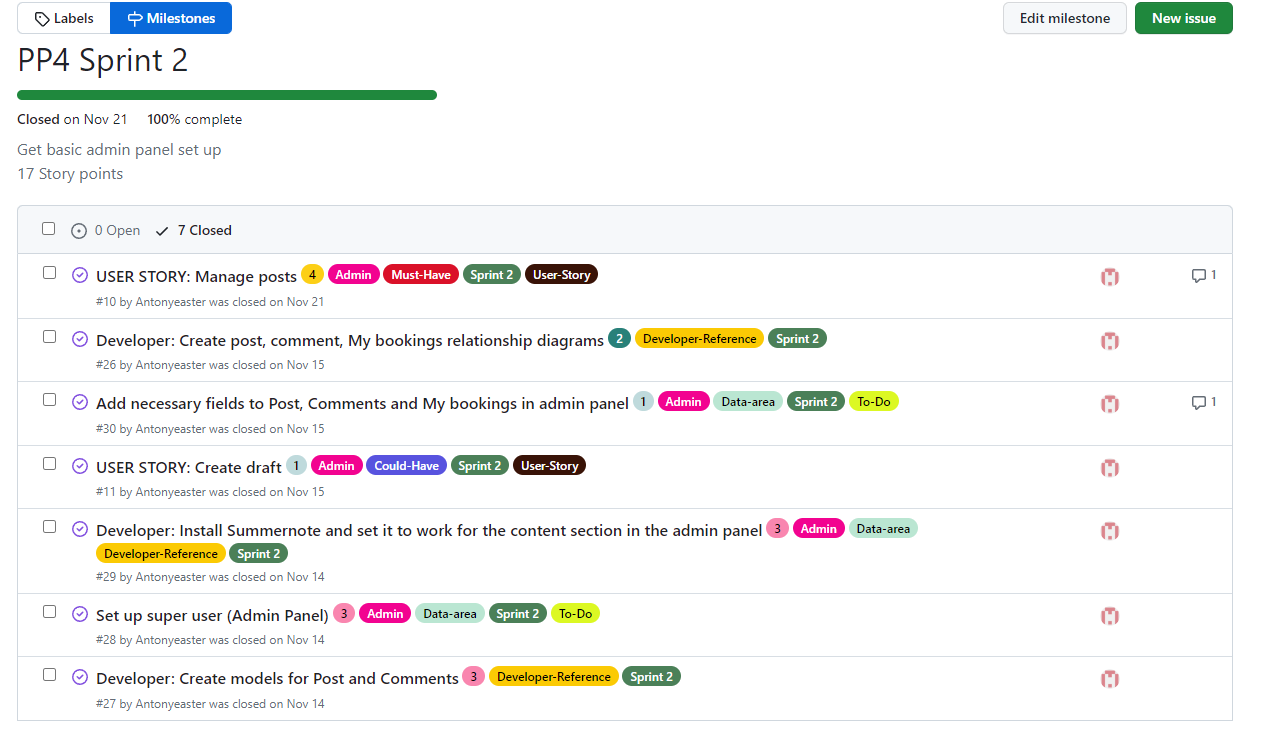 Labels Milestones Edit milestone New issue
PP4 Sprint 2
Closed on Nov 21 100% complete
Get basic admin panel set up
17 Story points
0 Open 7 Closed
USER STORY: Manage posts 4 Admin Must-Have Sprint 2 User-Story 1
#10 by Antonyeaster was closed on Nov 21
Developer: Create post, comment, My bookings relationship diagrams 2 Developer-Reference Sprint 2
#26 by Antonyeaster was closed on Nov 15
Add necessary fields to Post, Comments and My bookings in admin panel 1 Admin Data-area Sprint 2 To-Do 1
#30 by Antonyeaster was closed on Nov 15
USER STORY: Create draft 1 Admin Could-Have Sprint 2 User-Story
#11 by Antonyeaster was closed on Nov 15
Developer: Install Summernote and set it to work for the content section in the admin panel 3 Admin Data-area
Developer-Reference Sprint 2
#29 by Antonyeaster was closed on Nov 14
Set up super user (Admin Panel) 3 Admin Data-area Sprint 2 To-Do
#28 by Antonyeaster was closed on Nov 14
Developer: Create models for Post and Comments 3 Developer-Reference Sprint 2
#27 by Antonyeaster was closed on Nov 14